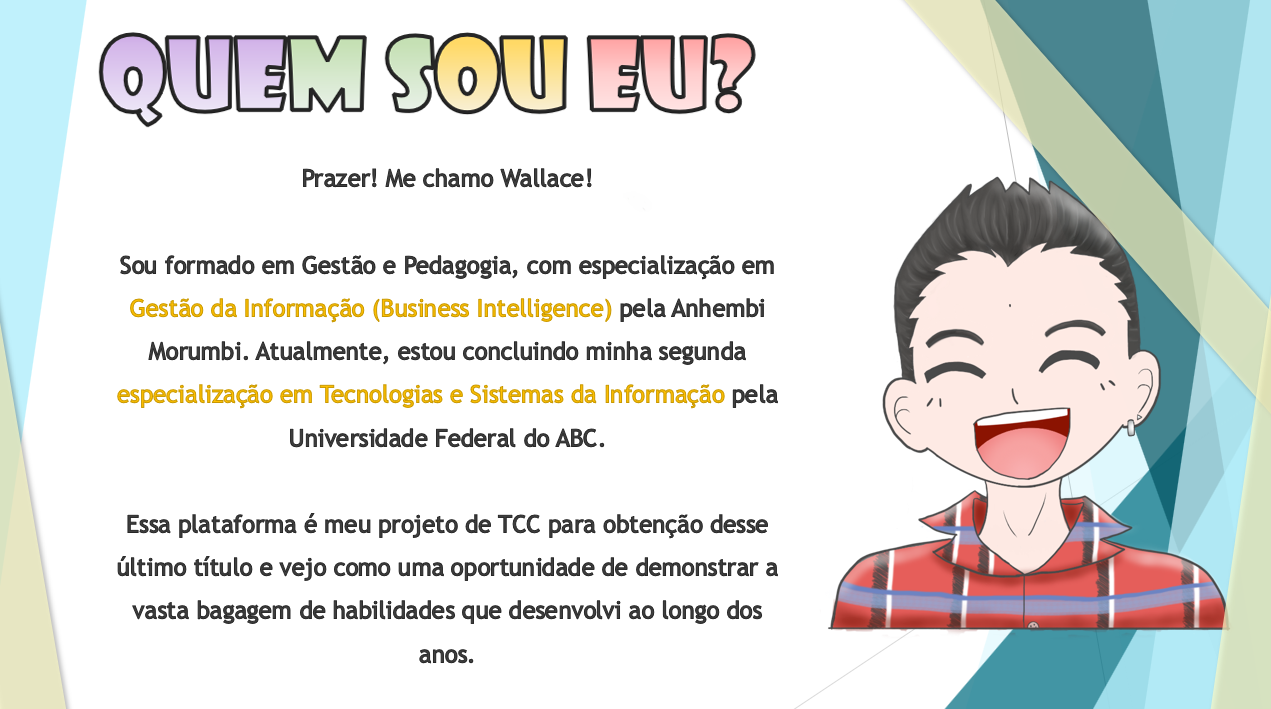 QUEM SOU EU?
Prazer! Me chamo Wallace!
Sou formado em Gestão e Pedagogia, com especialização em
Gestão da Informação (Business Intelligence) pela Anhembi
Morumbi. Atualmente, estou concluindo minha segunda
especialização em Tecnologias e Sistemas da Informação pela
Universidade Federal do ABC.
Essa plataforma é meu projeto de TCC para obtenção desse
último título e vejo como uma oportunidade de demonstrar a
vasta bagagem de habilidades que desenvolvi ao longo dos
anos.